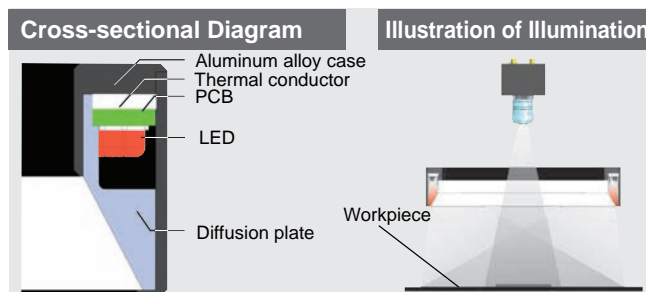 Cross-sectional Diagram
Aluminum alloy case
Thermal conductor
PCB
LED
Diffusion plate
Illustration of Illumination
Workpiece